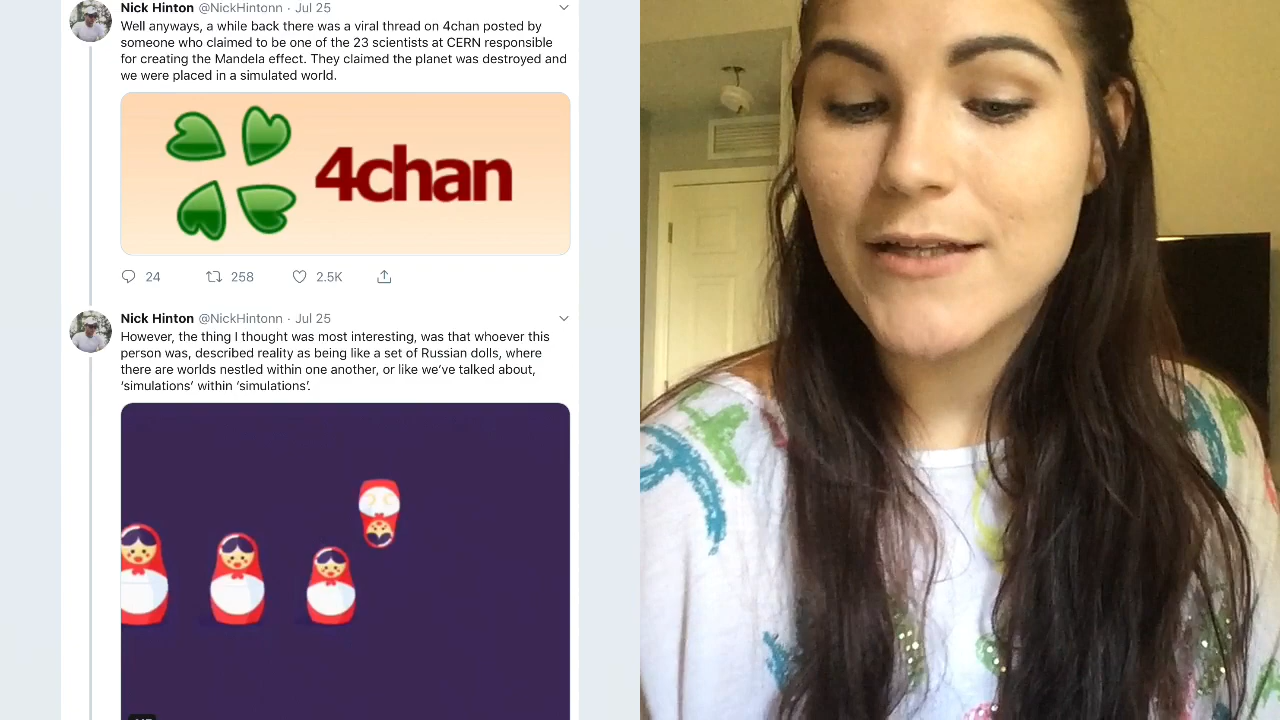 Nick Hinton @NickHintonn · Jul 25
Well anyways, a while back there was a viral thread on 4chan posted by
someone who claimed to be one of the 23 scientists at CERN responsible
for creating the Mandela effect. They claimed the planet was destroyed and
we were placed in a simulated world.
4chan
24 258 2.5K
Nick Hinton @NickHintonn · Jul 25
However, the thing I thought was most interesting, was that whoever this
person was, described reality as being like a set of Russian dolls, where
there are worlds nestled within one another, or like we’ve talked about,
‘simulations’ within ‘simulations’.